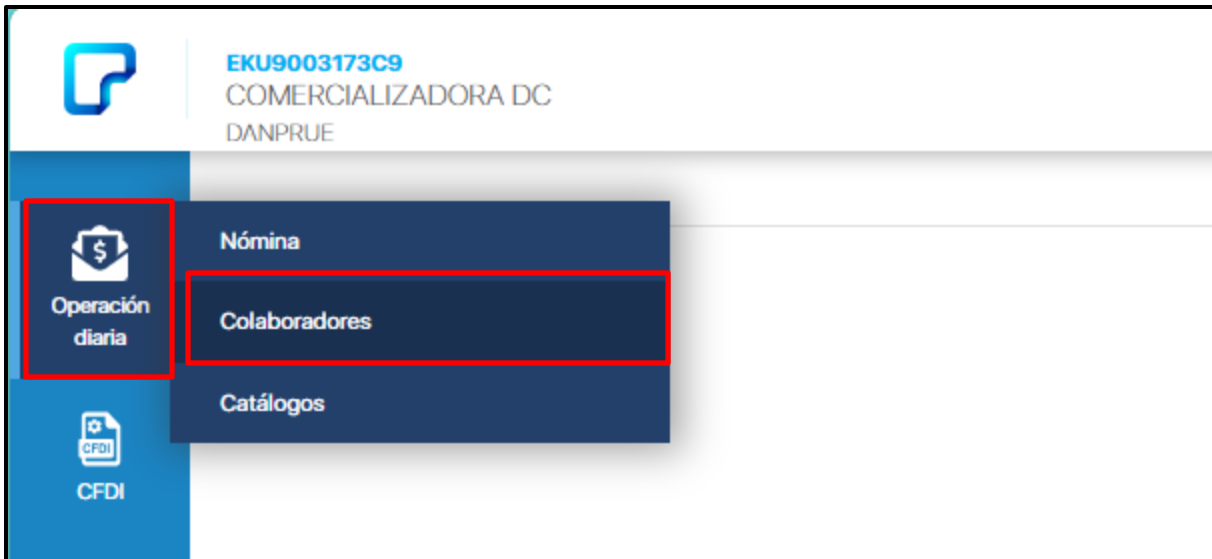 EKU9003173C9
COMERCIALIZADORA DC
DANPRUE
$
Operación
diaria
Nómina
Colaboradores
Catálogos
CFDI
CFDI